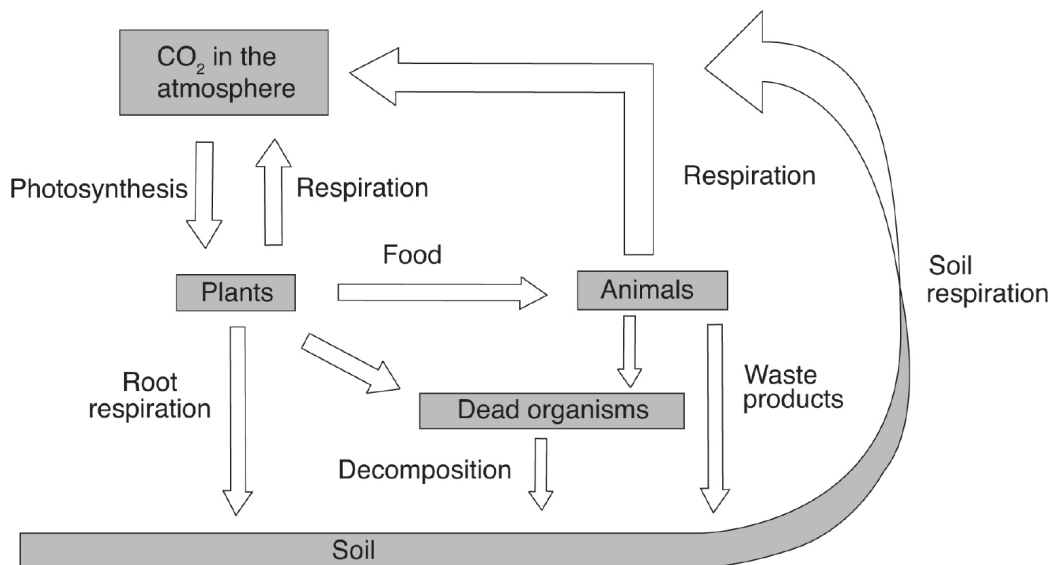 CO₂ in the
atmosphere
Photosynthesis
Respiration
Respiration
Food
Plants
Animals
Soil
respiration
Root
respiration
Waste
products
Dead organisms
Decomposition
Soil